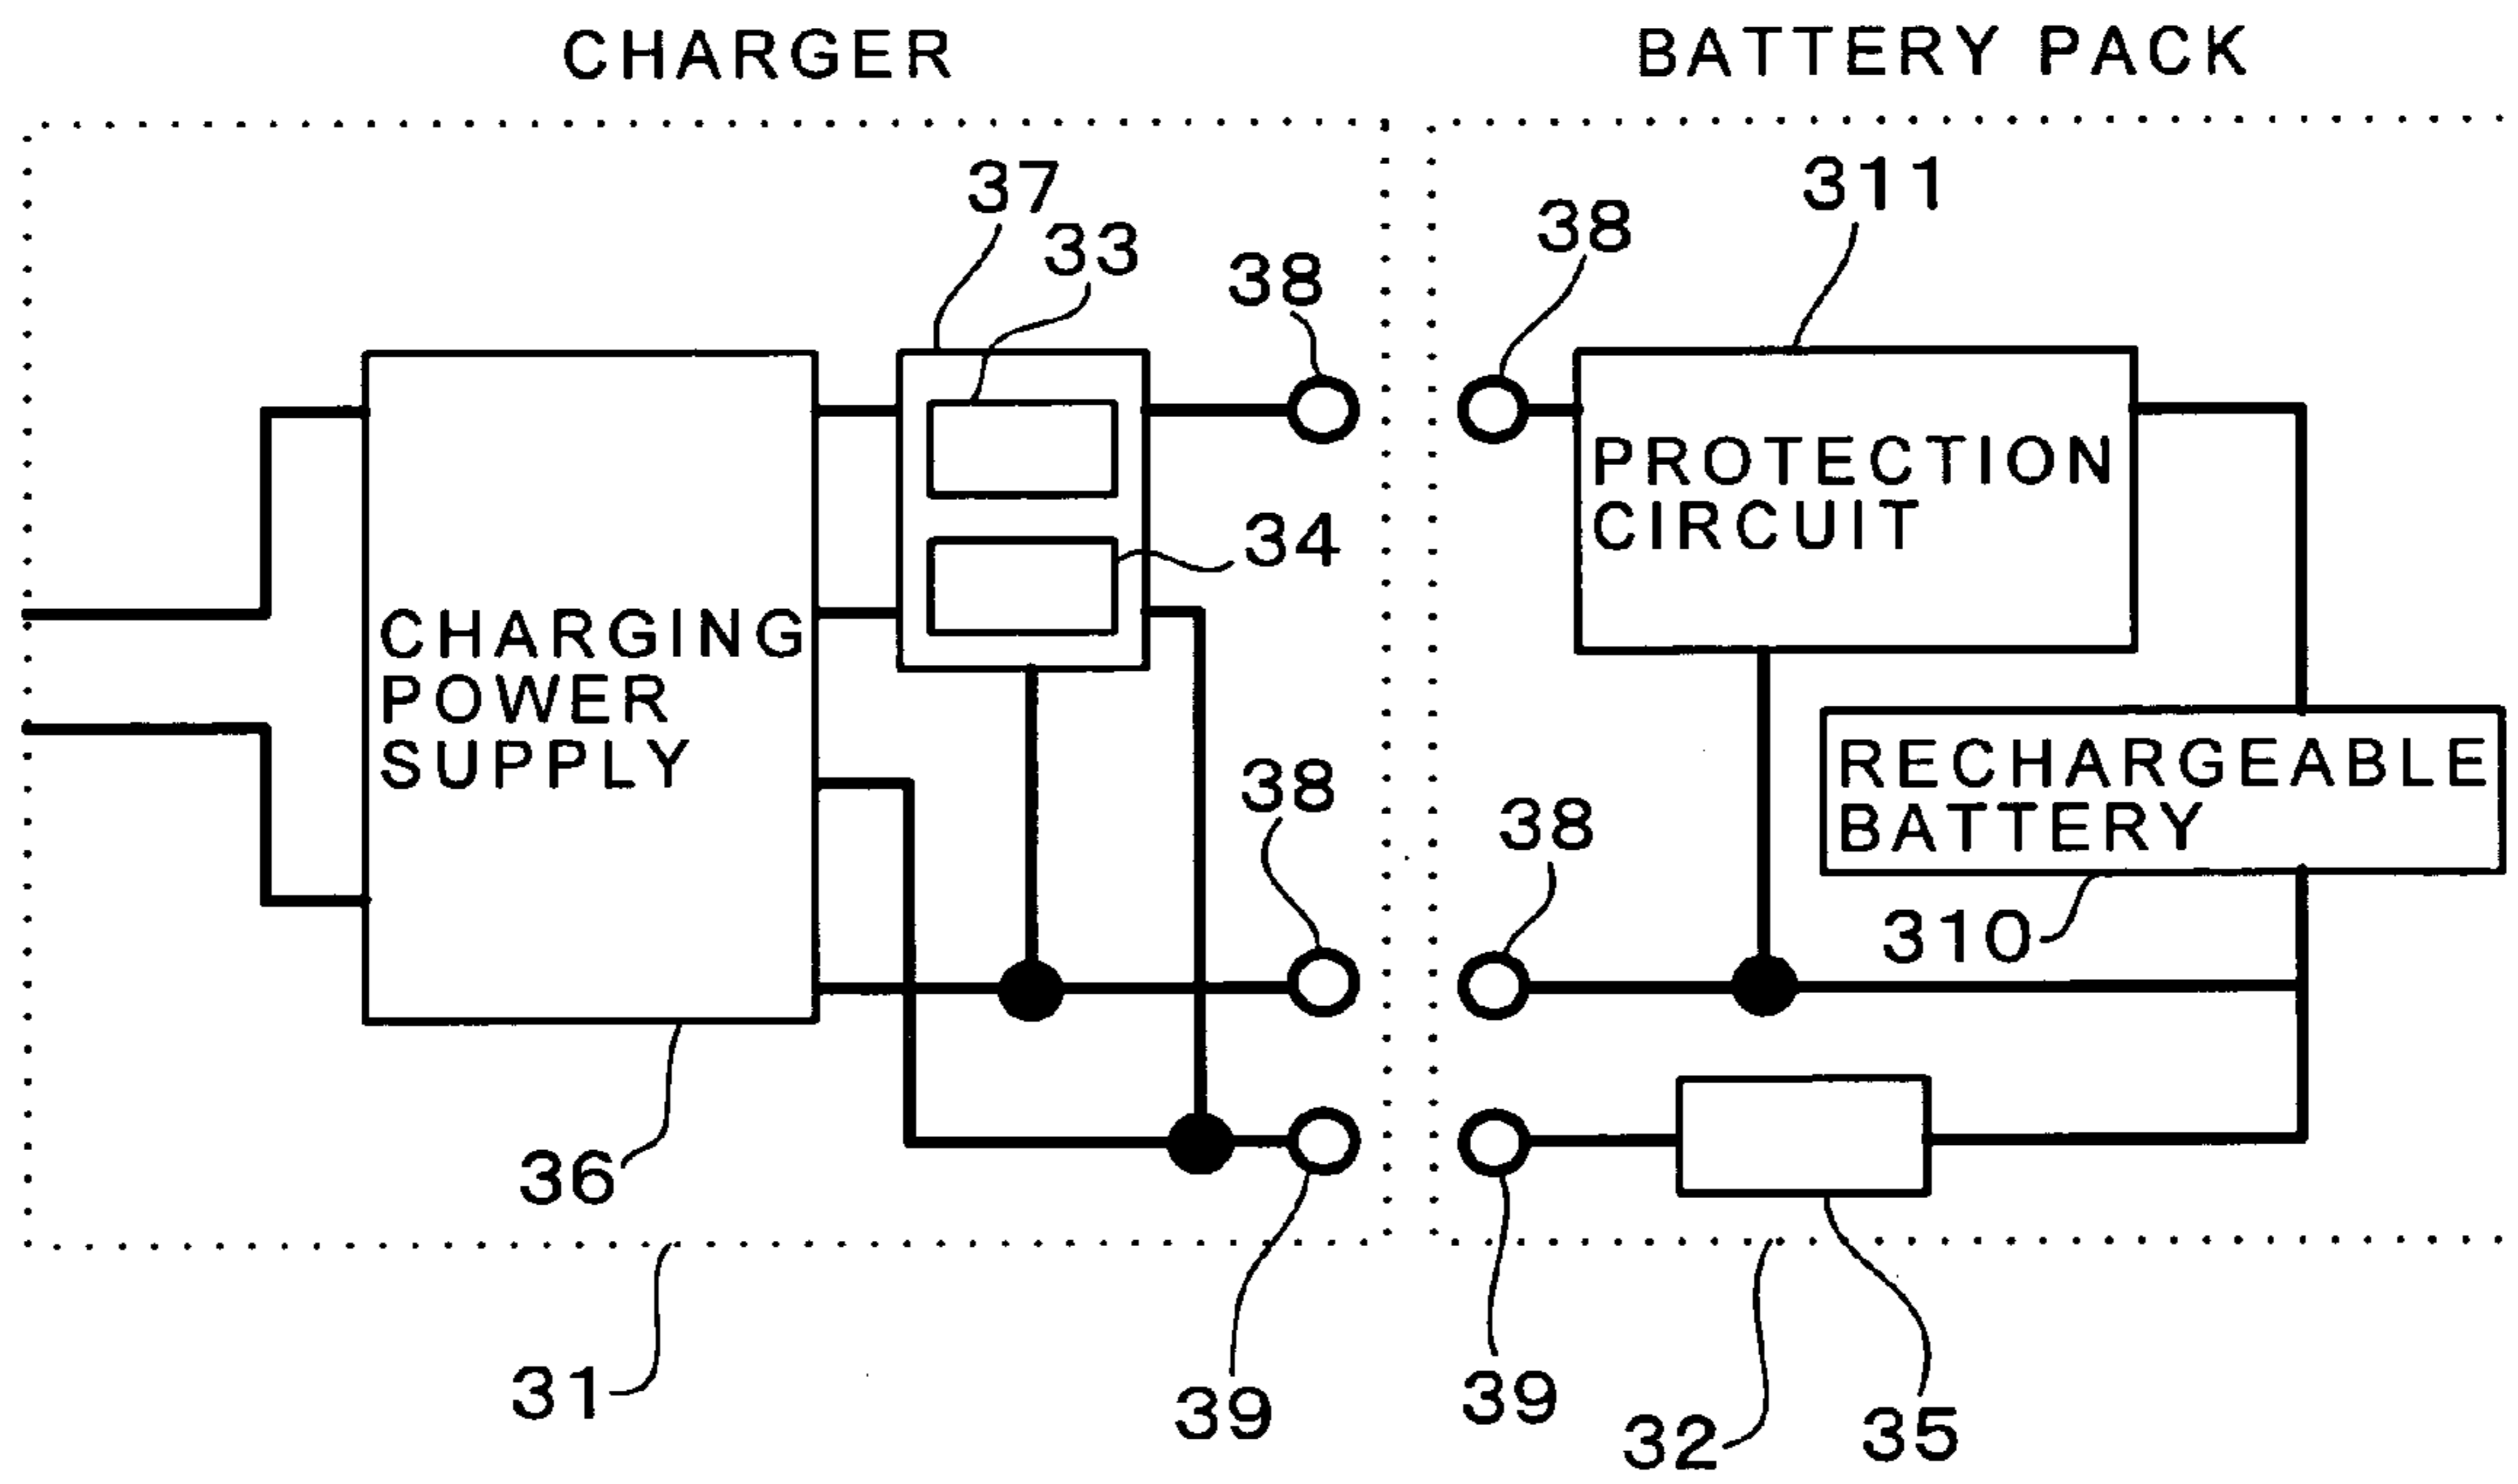 CHARGER
BATTERY PACK
37
33
38
38
311
PROTECTION
CIRCUIT
34
CHARGING
POWER
SUPPLY
38
38
RECHARGEABLE
BATTERY
310
36
31
39
39
32
35